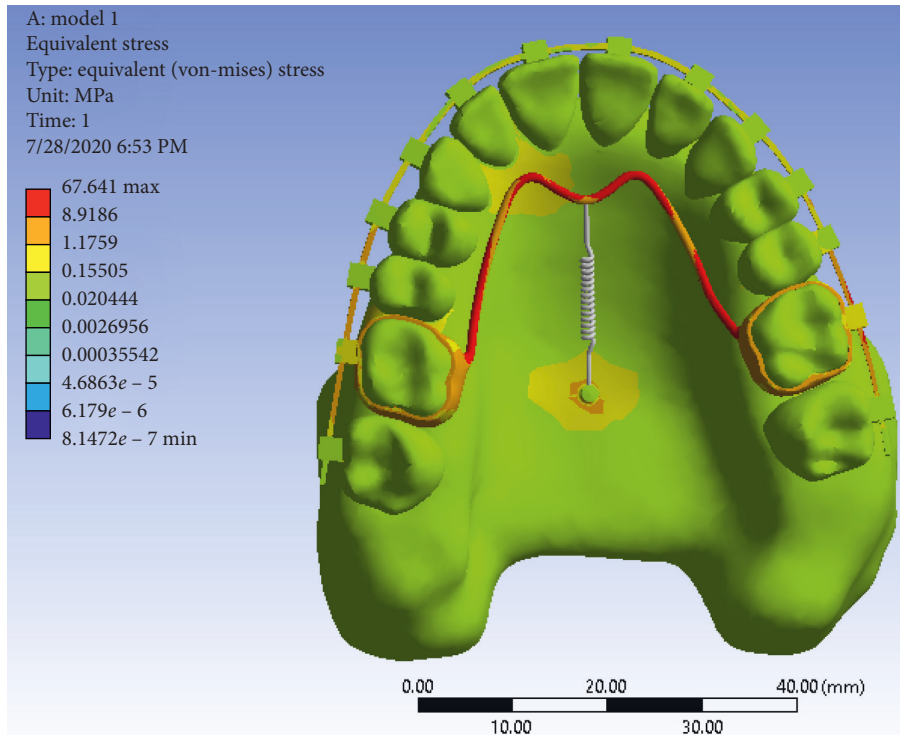 A: model 1
Equivalent stress
Type: equivalent (von-mises) stress
Unit: MPa
Time: 1
7/28/2020 6:53 PM
67.641 max
8.9186
1.1759
0.15505
0.020444
0.0026956
0.00035542
4.6863e – 5
6.179e – 6
8.1472e – 7 min
0.00 20.00 40.00 (mm)
10.00 30.00